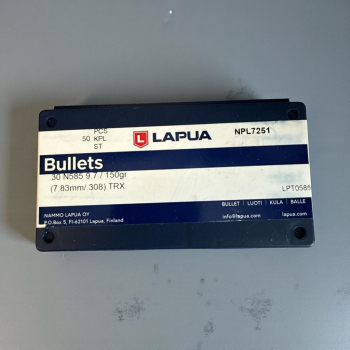 PCS
50 KPL
ST
LAPUA
NPL7251
Bullets
30 N585 9.7 / 150gr
(7.83mm/.308) TRX
LPT0585
BULLET | LUOTI | KULA | BALLE
NAMMO LAPUA OY
P.O.Box 5, FI-62101 Lapua, Finland
info@lapua.com
lapua.com